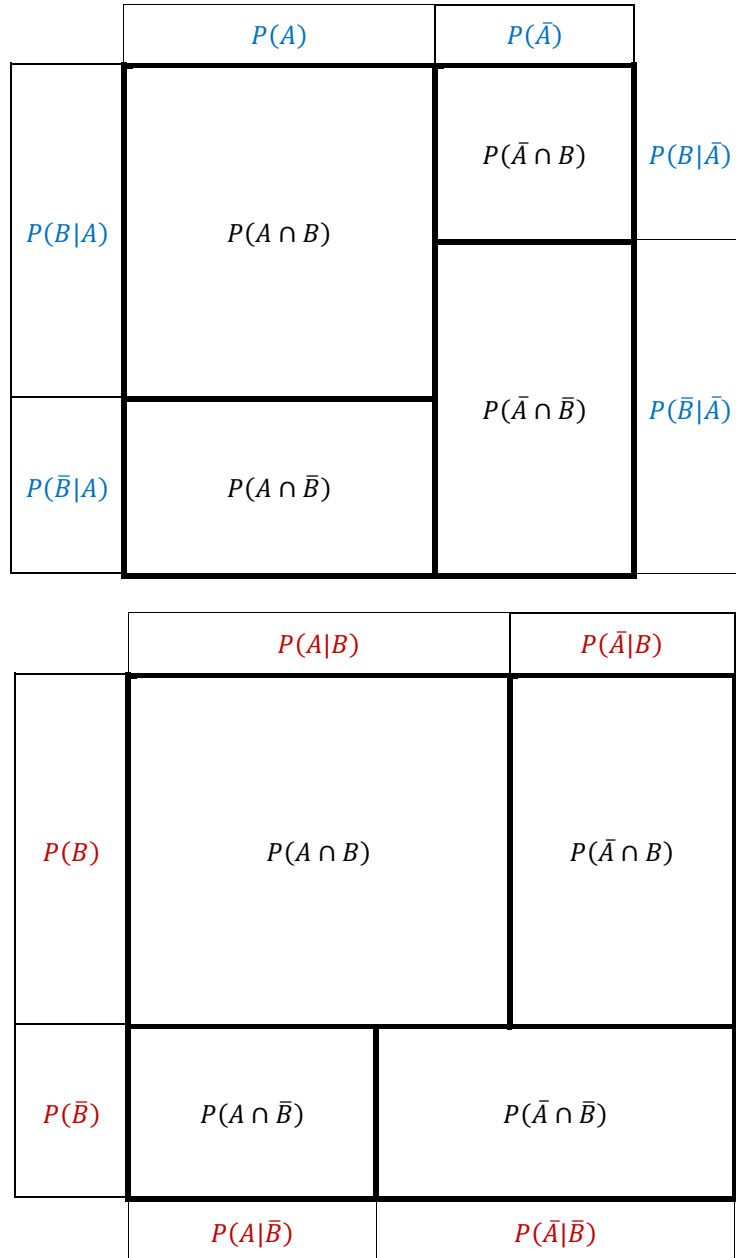 P(A) P(Ā)
P(Ā ∩ B) P(B|Ā)
P(B|A) P(A ∩ B)
P(Ā ∩ B̄) P(B̄|Ā)
P(B̄|A) P(A ∩ B̄)
P(A|B) P(Ā|B)
P(B) P(A ∩ B) P(Ā ∩ B)
P(B̄) P(A ∩ B̄) P(Ā ∩ B̄)
P(A|B̄) P(Ā|B̄)